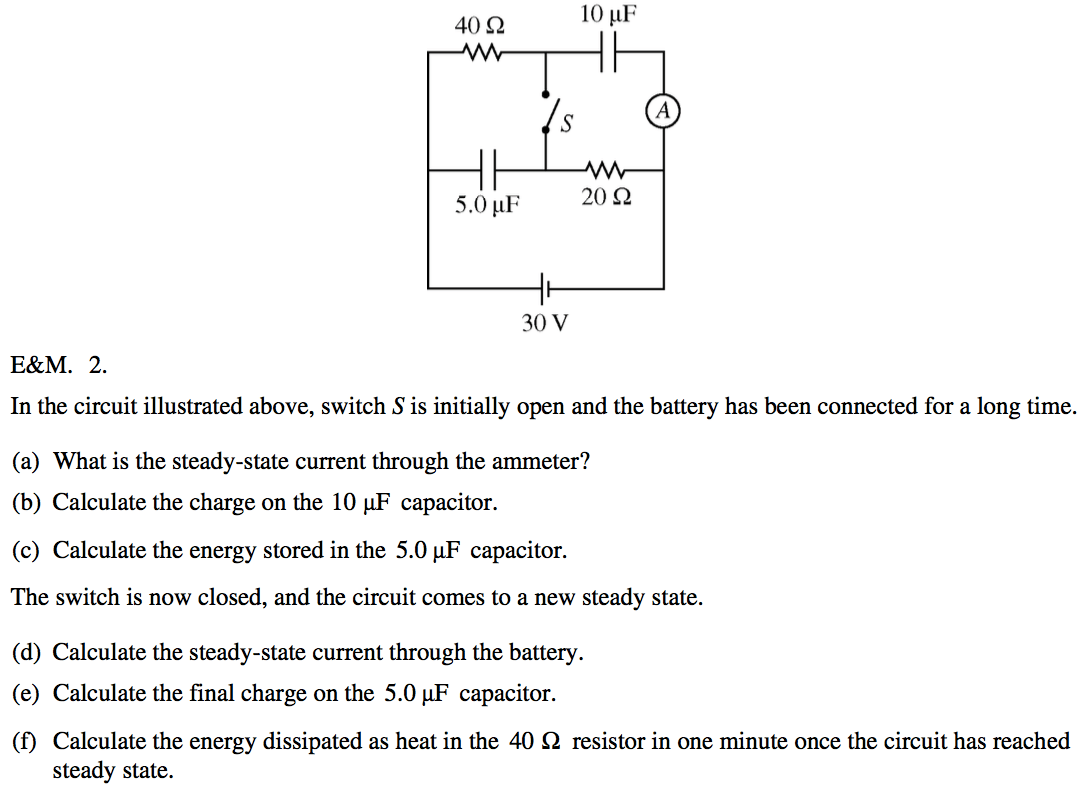 40 Ω
10 µF
A
S
5.0 µF
20 Ω
30 V
E&M. 2.
In the circuit illustrated above, switch S is initially open and the battery has been connected for a long time.
(a) What is the steady-state current through the ammeter?
(b) Calculate the charge on the 10 µF capacitor.
(c) Calculate the energy stored in the 5.0 µF capacitor.
The switch is now closed, and the circuit comes to a new steady state.
(d) Calculate the steady-state current through the battery.
(e) Calculate the final charge on the 5.0 µF capacitor.
(f) Calculate the energy dissipated as heat in the 40 Ω resistor in one minute once the circuit has reached
steady state.